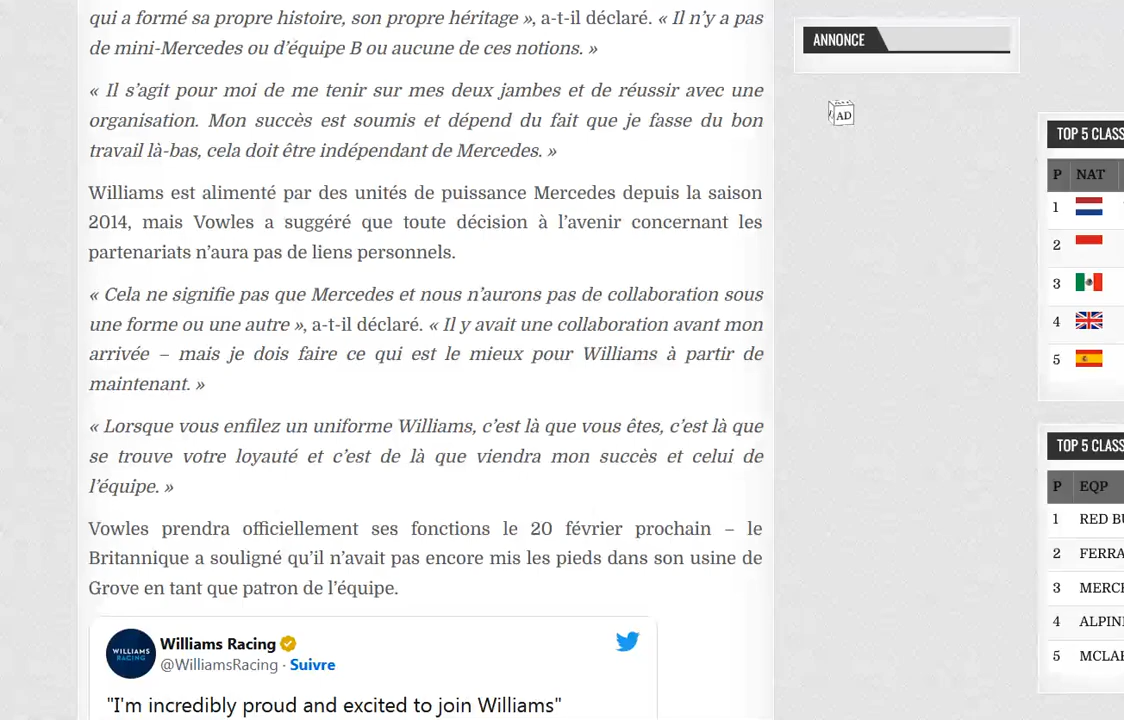 qui a formé sa propre histoire, son propre héritage », a-t-il déclaré. « Il n’y a pas
de mini-Mercedes ou d’équipe B ou aucune de ces notions. »
« Il s’agit pour moi de me tenir sur mes deux jambes et de réussir avec une
organisation. Mon succès est soumis et dépend du fait que je fasse du bon
travail là-bas, cela doit être indépendant de Mercedes. »
Williams est alimenté par des unités de puissance Mercedes depuis la saison
2014, mais Vowles a suggéré que toute décision à l’avenir concernant les
partenariats n’aura pas de liens personnels.
« Cela ne signifie pas que Mercedes et nous n’aurons pas de collaboration sous
une forme ou une autre », a-t-il déclaré. « Il y avait une collaboration avant mon
arrivée – mais je dois faire ce qui est le mieux pour Williams à partir de
maintenant. »
« Lorsque vous enfilez un uniforme Williams, c’est là que vous êtes, c’est là que
se trouve votre loyauté et c’est de là que viendra mon succès et celui de
l’équipe. »
Vowles prendra officiellement ses fonctions le 20 février prochain – le
Britannique a souligné qu’il n’avait pas encore mis les pieds dans son usine de
Grove en tant que patron de l’équipe.
WILLIAMS
RACING
Williams Racing
@WilliamsRacing · Suivre
"I'm incredibly proud and excited to join Williams"
ANNONCE
AD
TOP 5 CLASS
P NAT
1
2
3
4
5
TOP 5 CLASS
P EQP
1 RED BU
2 FERRA
3 MERCE
4 ALPINE
5 MCLAR